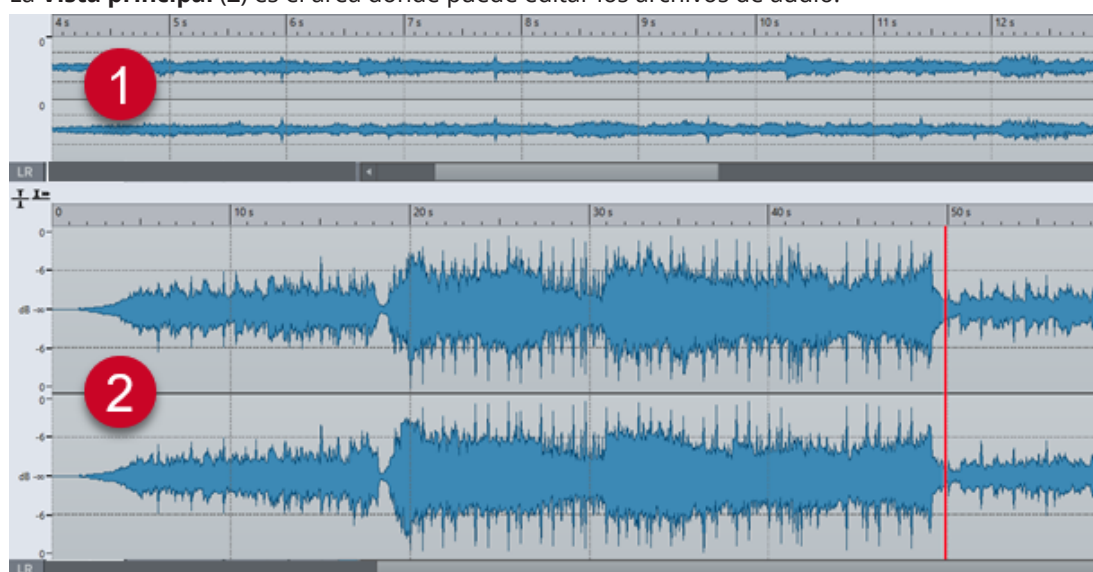 La Vista principal (2) es el área donde puede editar los archivos de audio.
4 s 5 s 6 s 7 s 8 s 9 s 10 s 11 s 12 s
0
1
0
LR
0 10 s 20 s 30 s 40 s 50 s
0
-6
dB -∞
-6
0
2
0
-6
dB -∞
-6
0
LR